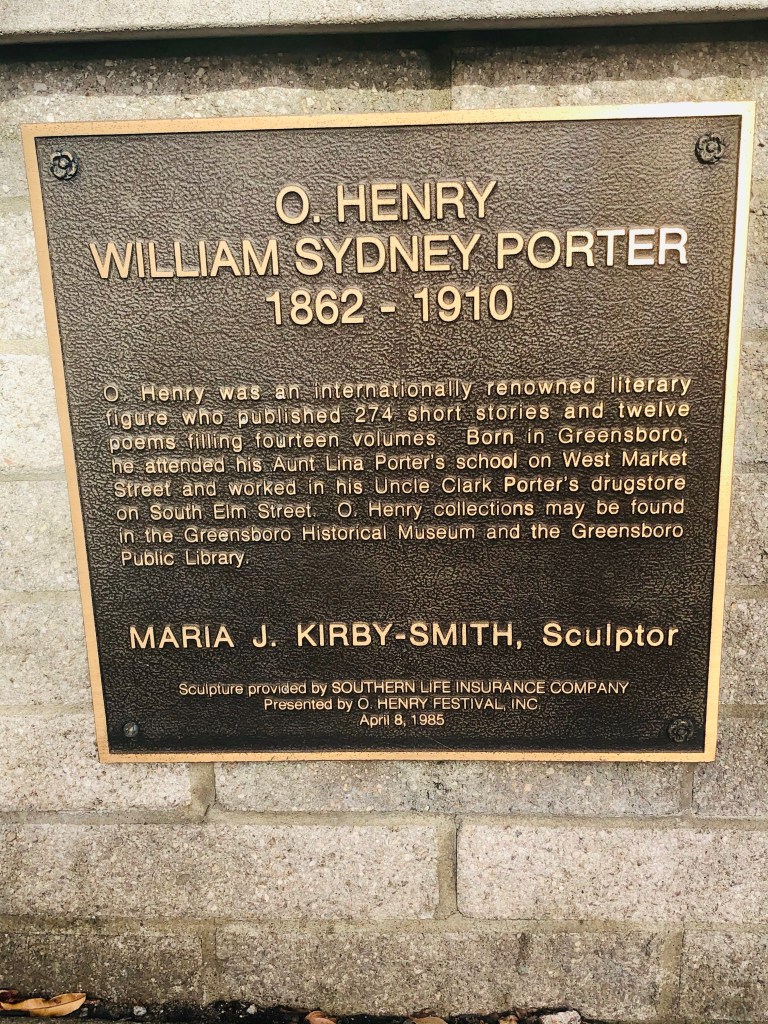 O. HENRY
WILLIAM SYDNEY PORTER
1862 - 1910
O. Henry was an internationally renowned literary
figure who published 274 short stories and twelve
poems filling fourteen volumes. Born in Greensboro,
he attended his Aunt Lina Porter's school on West Market
Street and worked in his Uncle Clark Porter's drugstore
on South Elm Street. O. Henry collections may be found
in the Greensboro Historical Museum and the Greensboro
Public Library.
MARIA J. KIRBY-SMITH, Sculptor
Sculpture provided by SOUTHERN LIFE INSURANCE COMPANY
Presented by O. HENRY FESTIVAL, INC
April 8, 1985